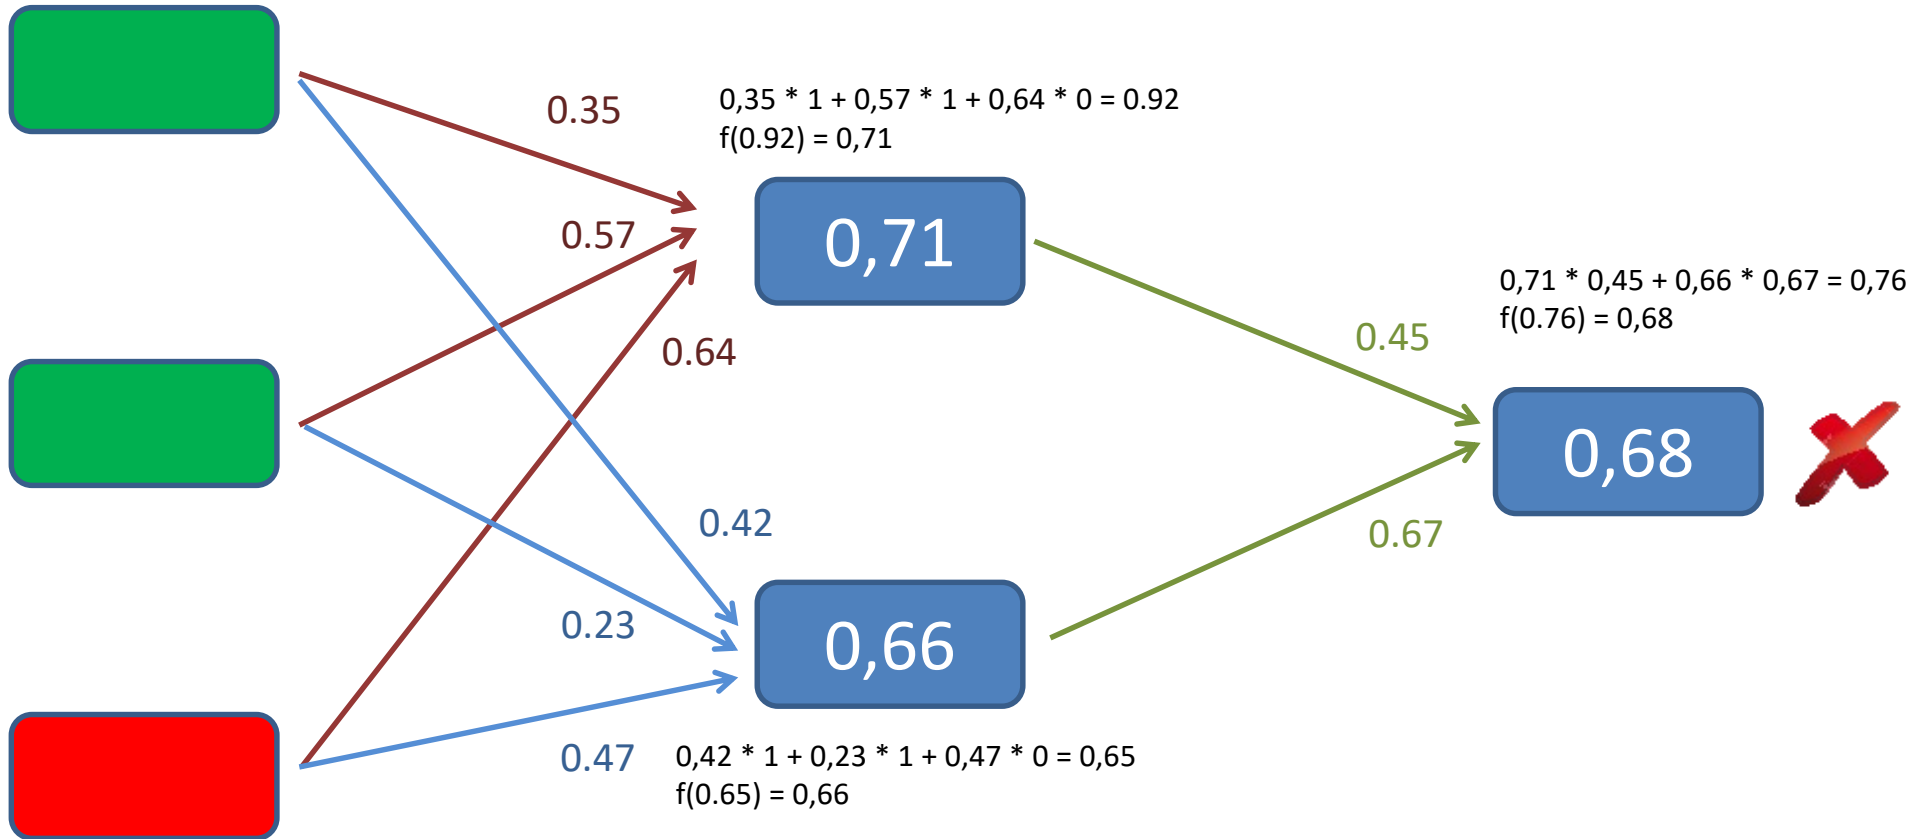 0.35
0,35 * 1 + 0,57 * 1 + 0,64 * 0 = 0.92
f(0.92) = 0,71
0.57
0,71
0.64
0,71 * 0,45 + 0,66 * 0,67 = 0,76
f(0.76) = 0,68
0.45
0,68
0.42
0.67
0.23
0,66
0.47
0,42 * 1 + 0,23 * 1 + 0,47 * 0 = 0,65
f(0.65) = 0,66